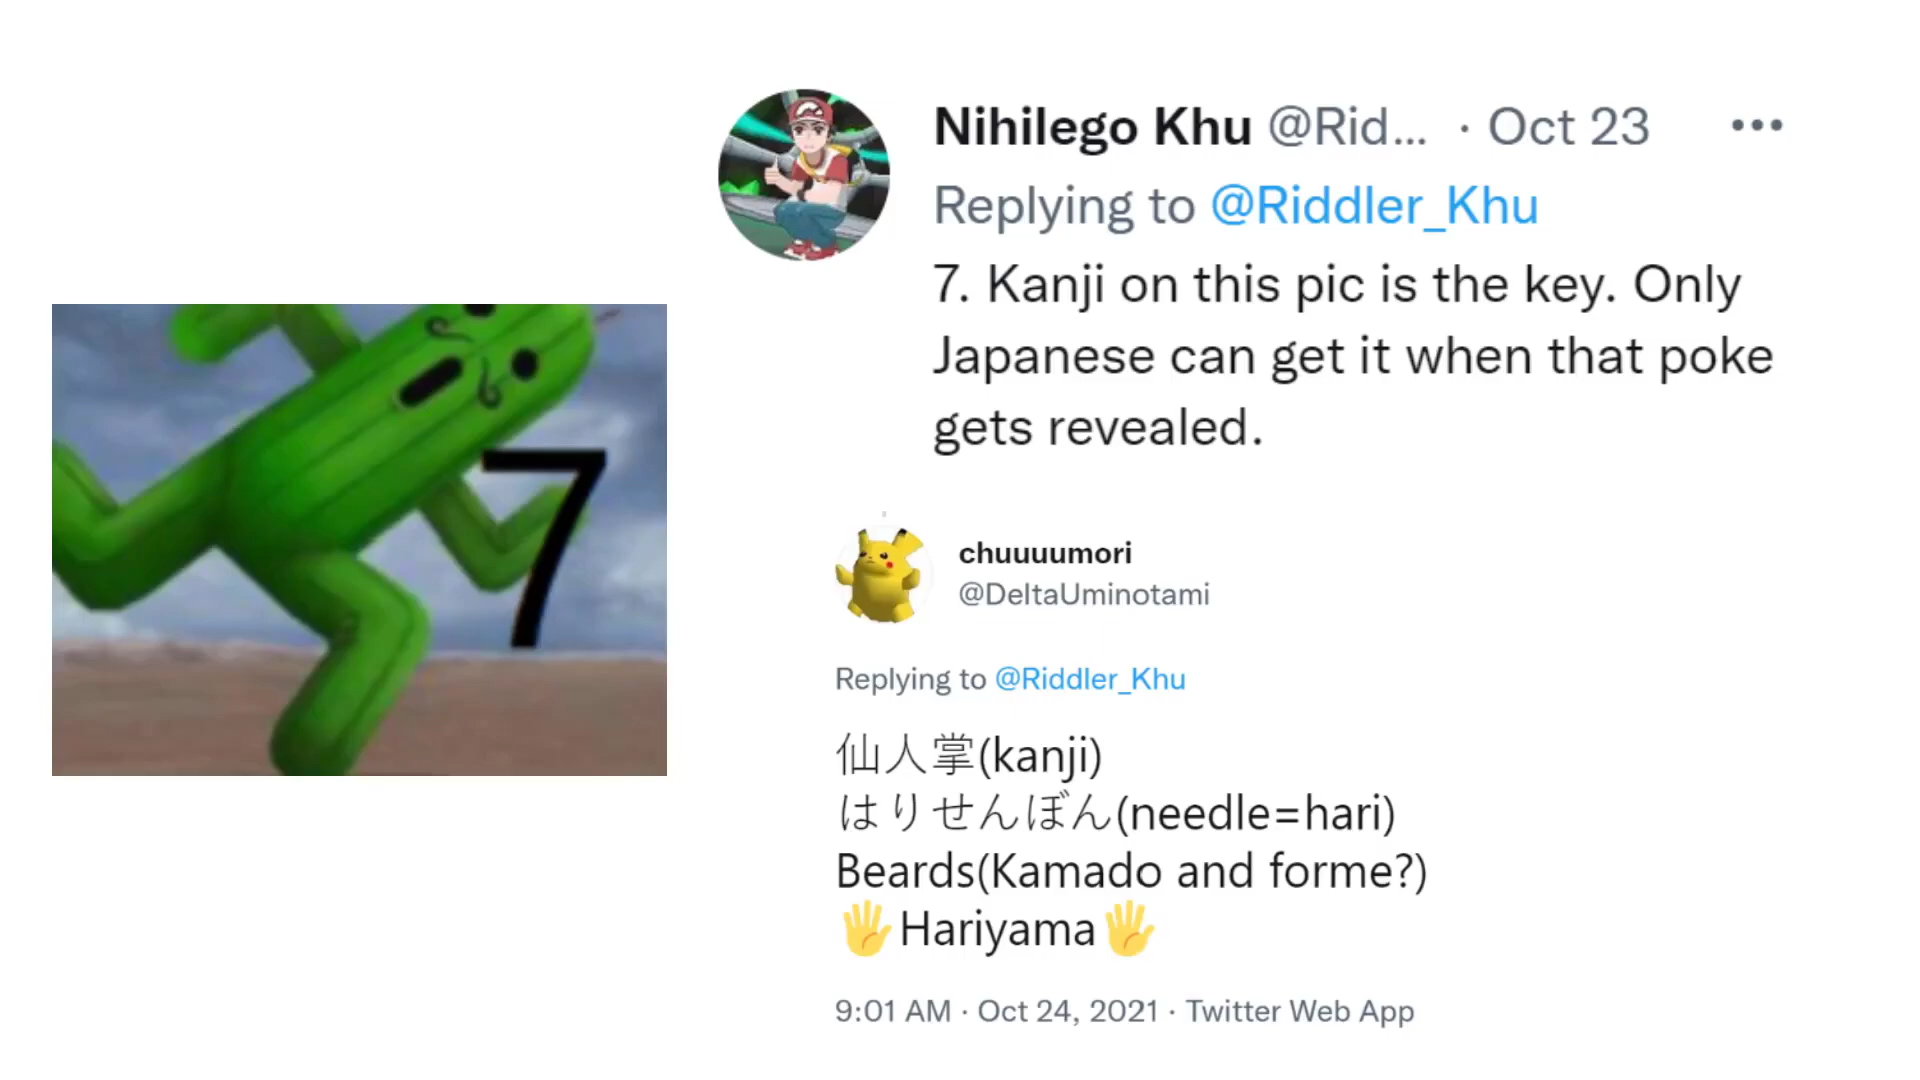 7
Nihilego Khu @Rid... · Oct 23 ...
Replying to @Riddler_Khu
7. Kanji on this pic is the key. Only
Japanese can get it when that poke
gets revealed.
chuuuumori
@DeltaUminotami
Replying to @Riddler_Khu
仙人掌(kanji)
はりせんぼん(needle=hari)
Beards(Kamado and forme?)
🖐Hariyama🖐
9:01 AM · Oct 24, 2021 · Twitter Web App